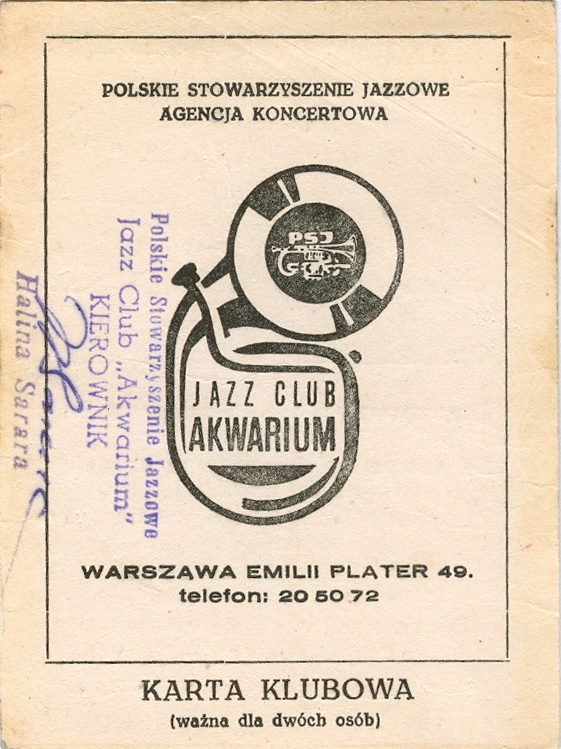 POLSKIE STOWARZYSZENIE JAZZOWE
AGENCJA KONCERTOWA
PSJ
JAZZ CLUB
AKWARIUM
Polskie Stowarzyszenie Jazzowe
Jazz Club „Akwarium”
KIEROWNIK
Halina Sarara
WARSZAWA EMILII PLATER 49.
telefon: 20 50 72
KARTA KLUBOWA
(ważna dla dwóch osób)